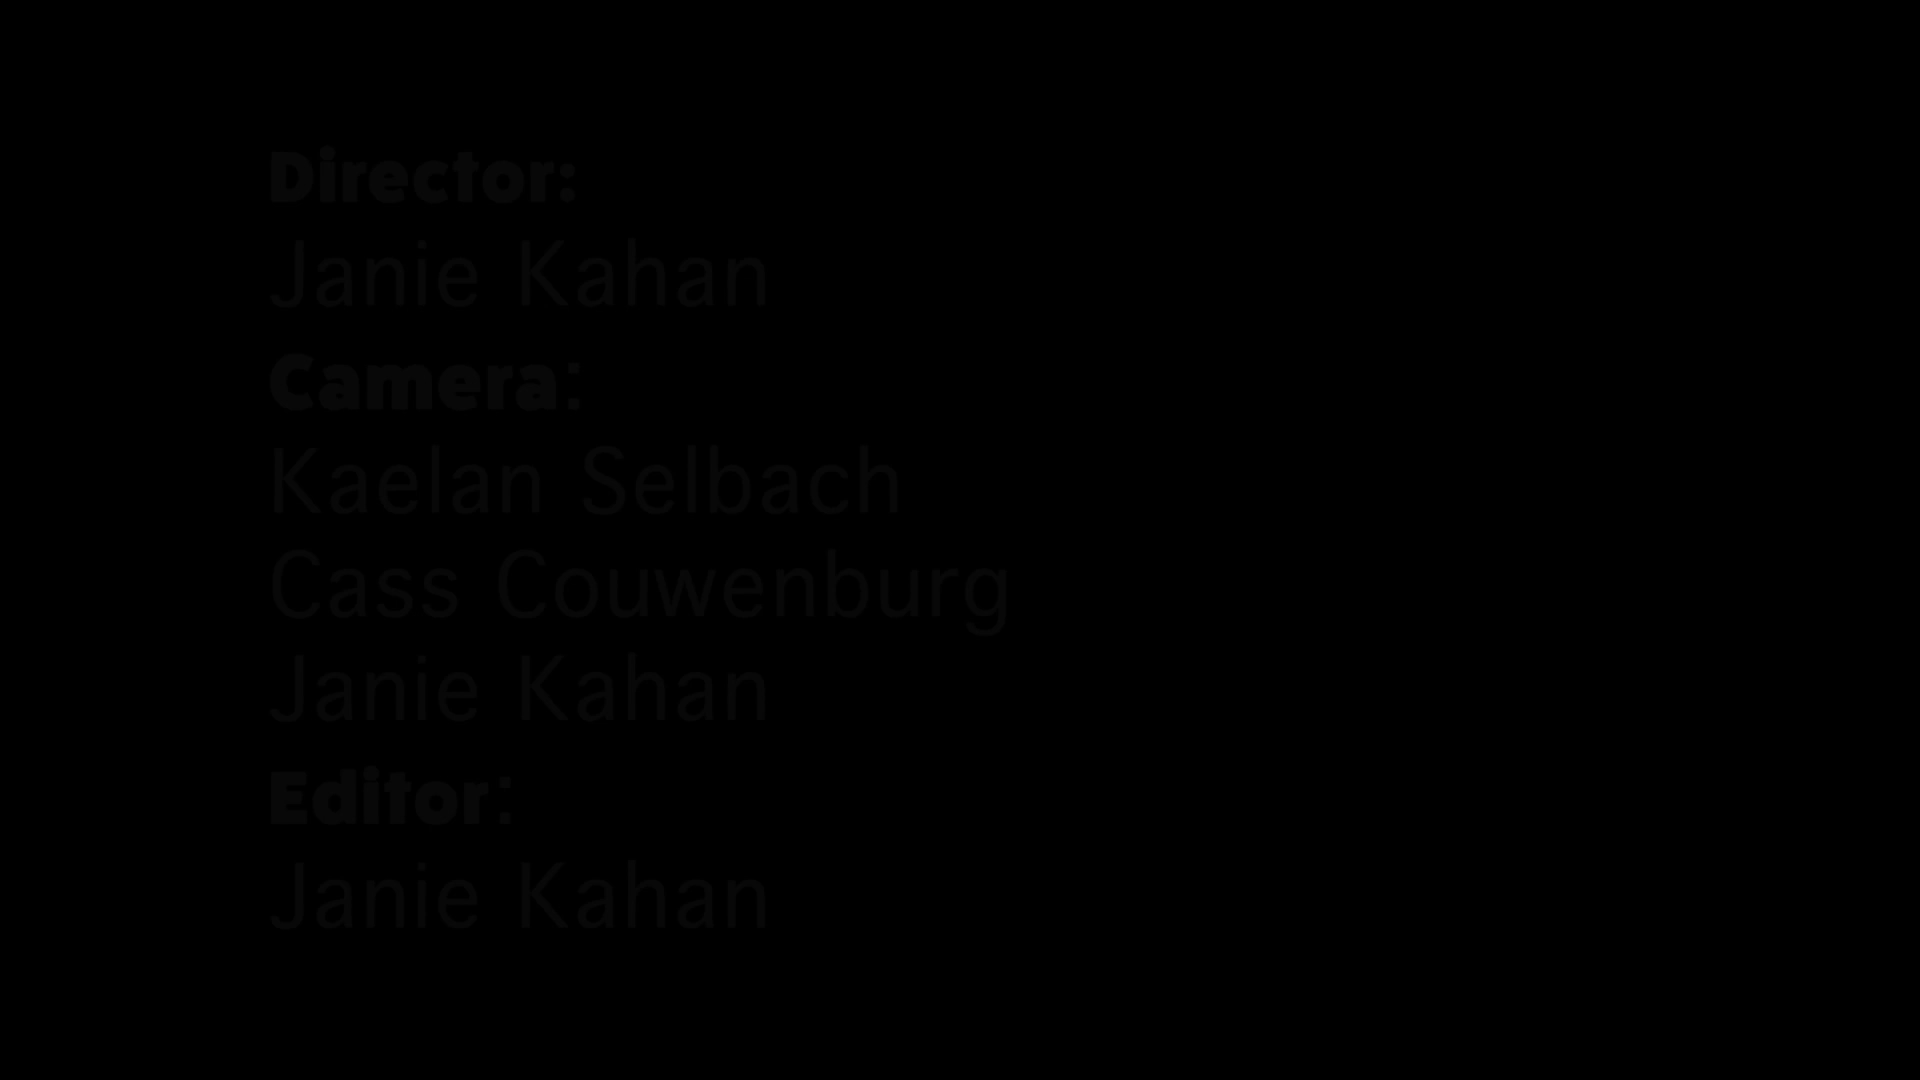 Director:
Janie Kahan
Camera:
Kaelan Selbach
Cass Couwenburg
Janie Kahan
Editor:
Janie Kahan